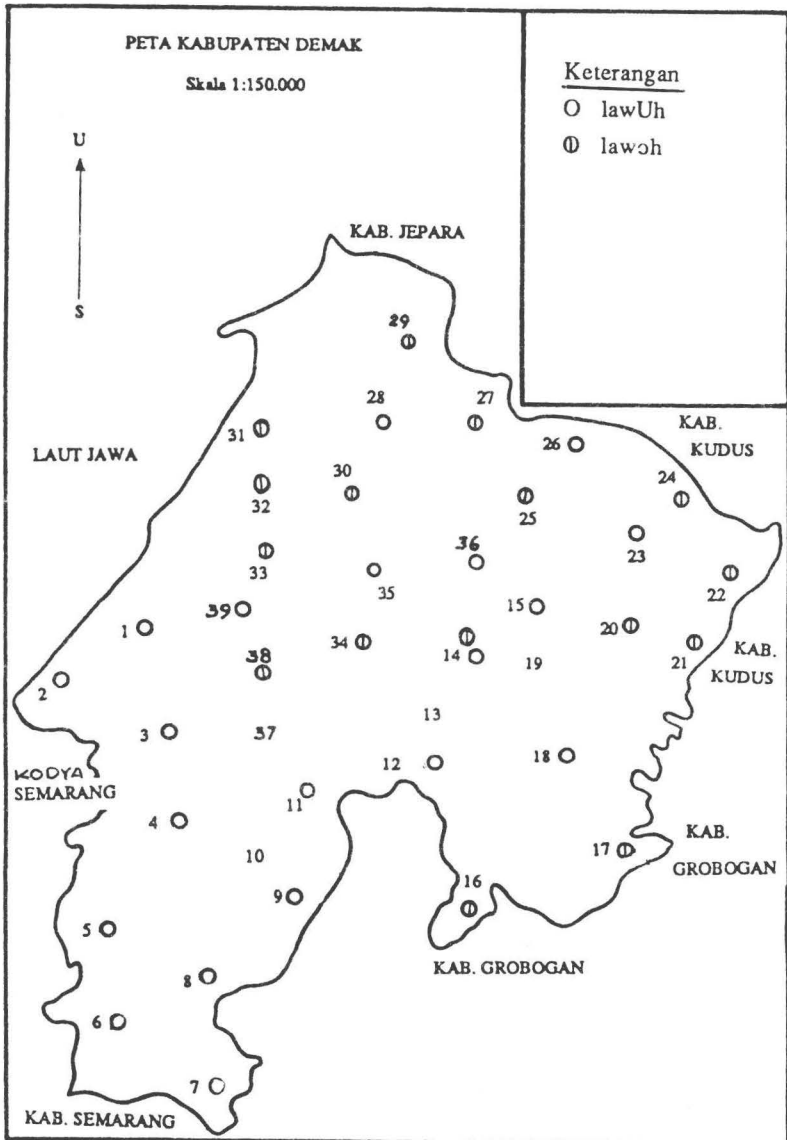 PETA KABUPATEN DEMAK
Skala 1:150.000
Keterangan
lawUh
lawɔh
U
S
KAB. JEPARA
29
28
27
26
KAB.
KUDUS
31
LAUT JAWA
30
24
32
25
23
36
33
35
22
39
15
1
20
34
14
19
21
KAB.
KUDUS
38
2
13
3
37
12
18
KODYA
SEMARANG
11
4
10
17
KAB.
GROBOGAN
16
9
5
KAB. GROBOGAN
8
6
7
KAB. SEMARANG